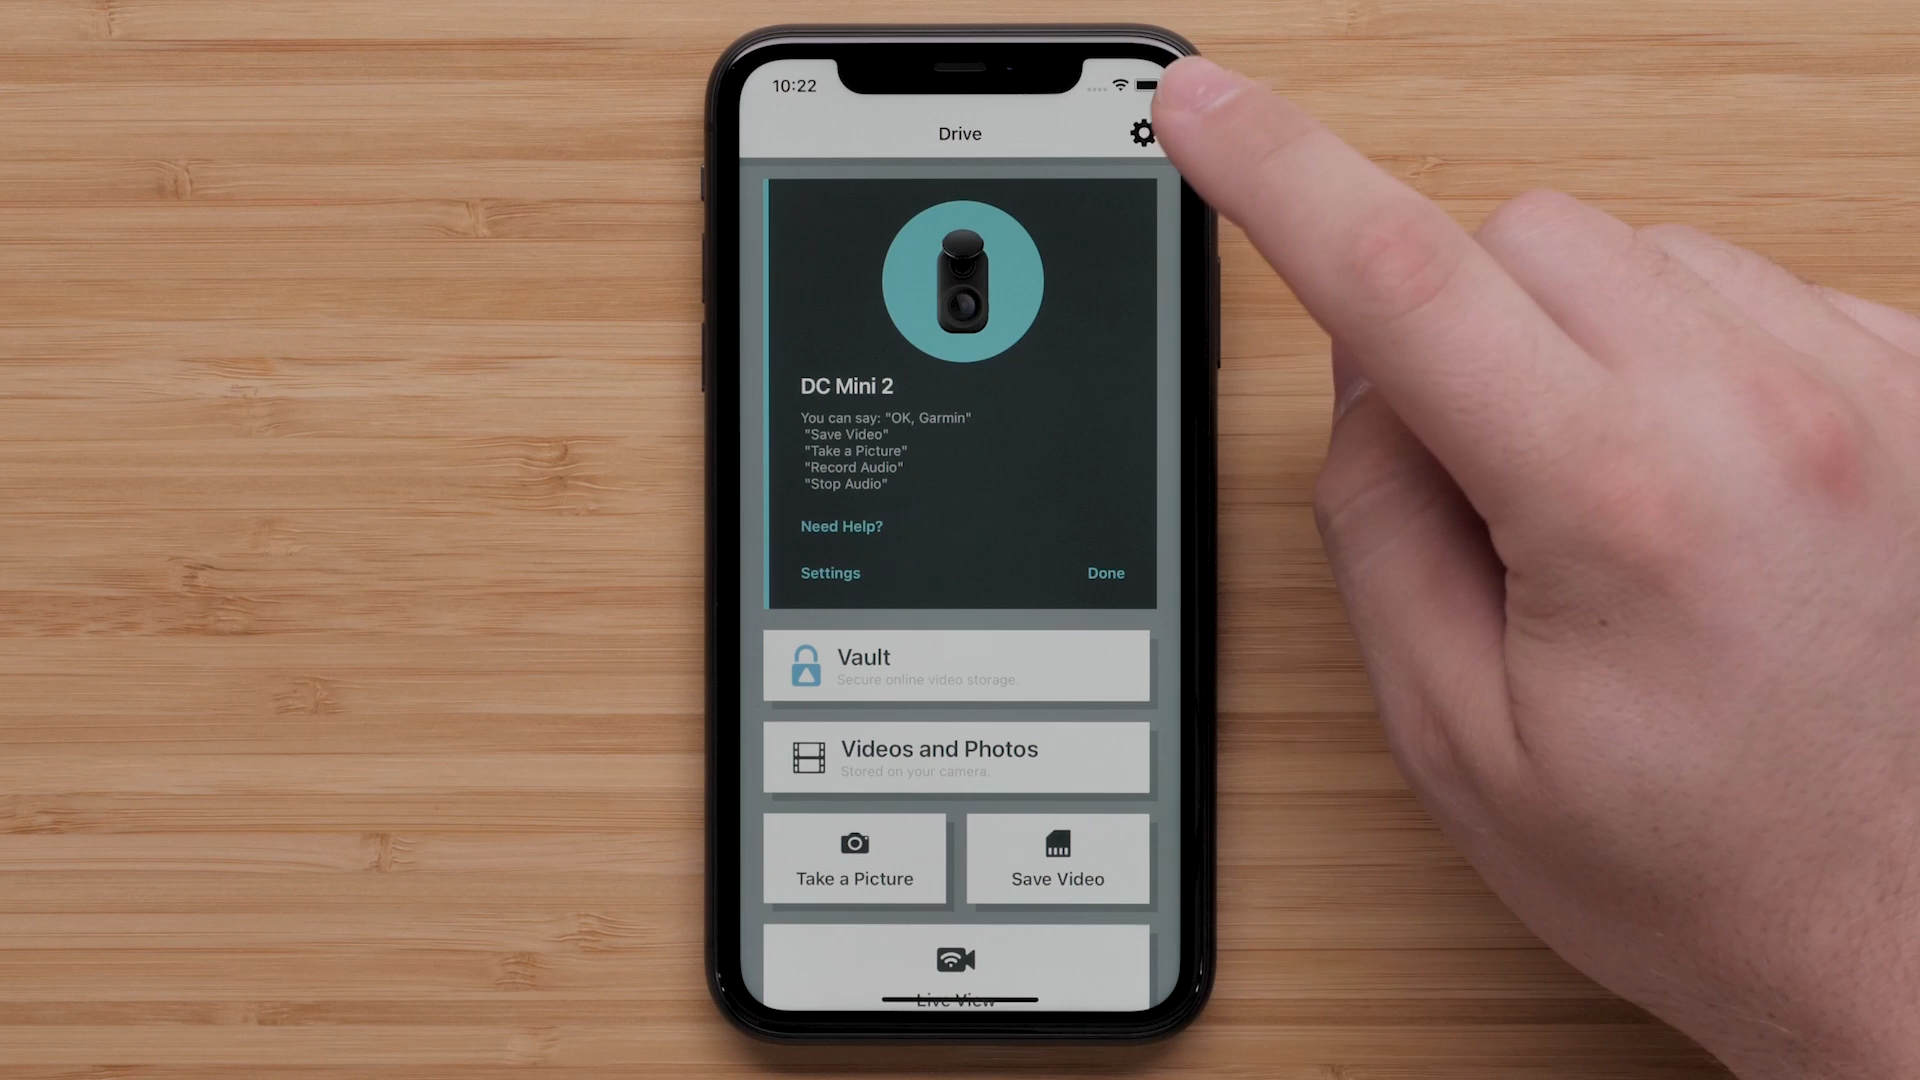 10:22
Drive
DC Mini 2
You can say: "OK, Garmin"
"Save Video"
"Take a Picture"
"Record Audio"
"Stop Audio"
Need Help?
Settings Done
Vault
Secure online video storage.
Videos and Photos
Stored on your camera.
Take a Picture Save Video
Live View